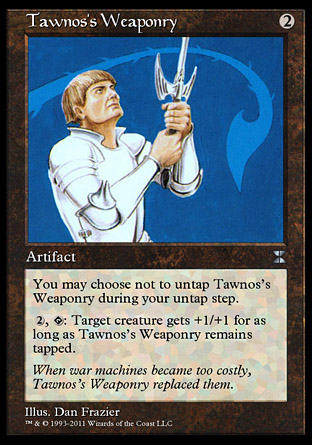 Tawnos's Weaponry 2
Artifact
You may choose not to untap Tawnos's
Weaponry during your untap step.
2, : Target creature gets +1/+1 for as
long as Tawnos's Weaponry remains
tapped.
When war machines became too costly,
Tawnos's Weaponry replaced them.
Illus. Dan Frazier
™ & © 1993-2011 Wizards of the Coast LLC